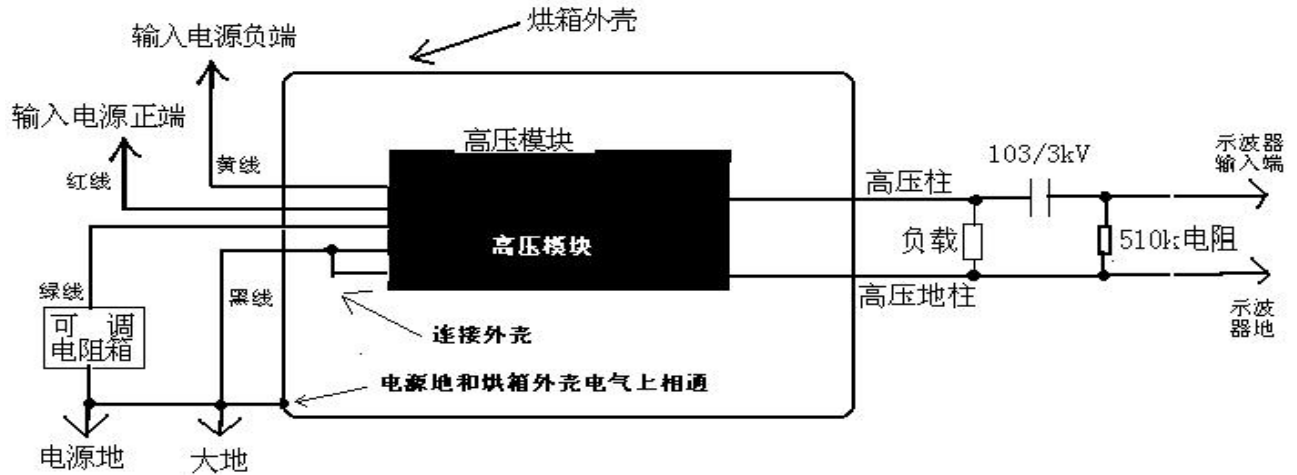 烘箱外壳
输入电源负端
输入电源正端
高压模块
黄线
红线
103/3kV
示波器
输入端
高压柱
高压模块
负载
510k电阻
绿线
黑线
高压地柱
示波
器地
可 调
电阻箱
连接外壳
电源地和烘箱外壳电气上相通
电源地
大地